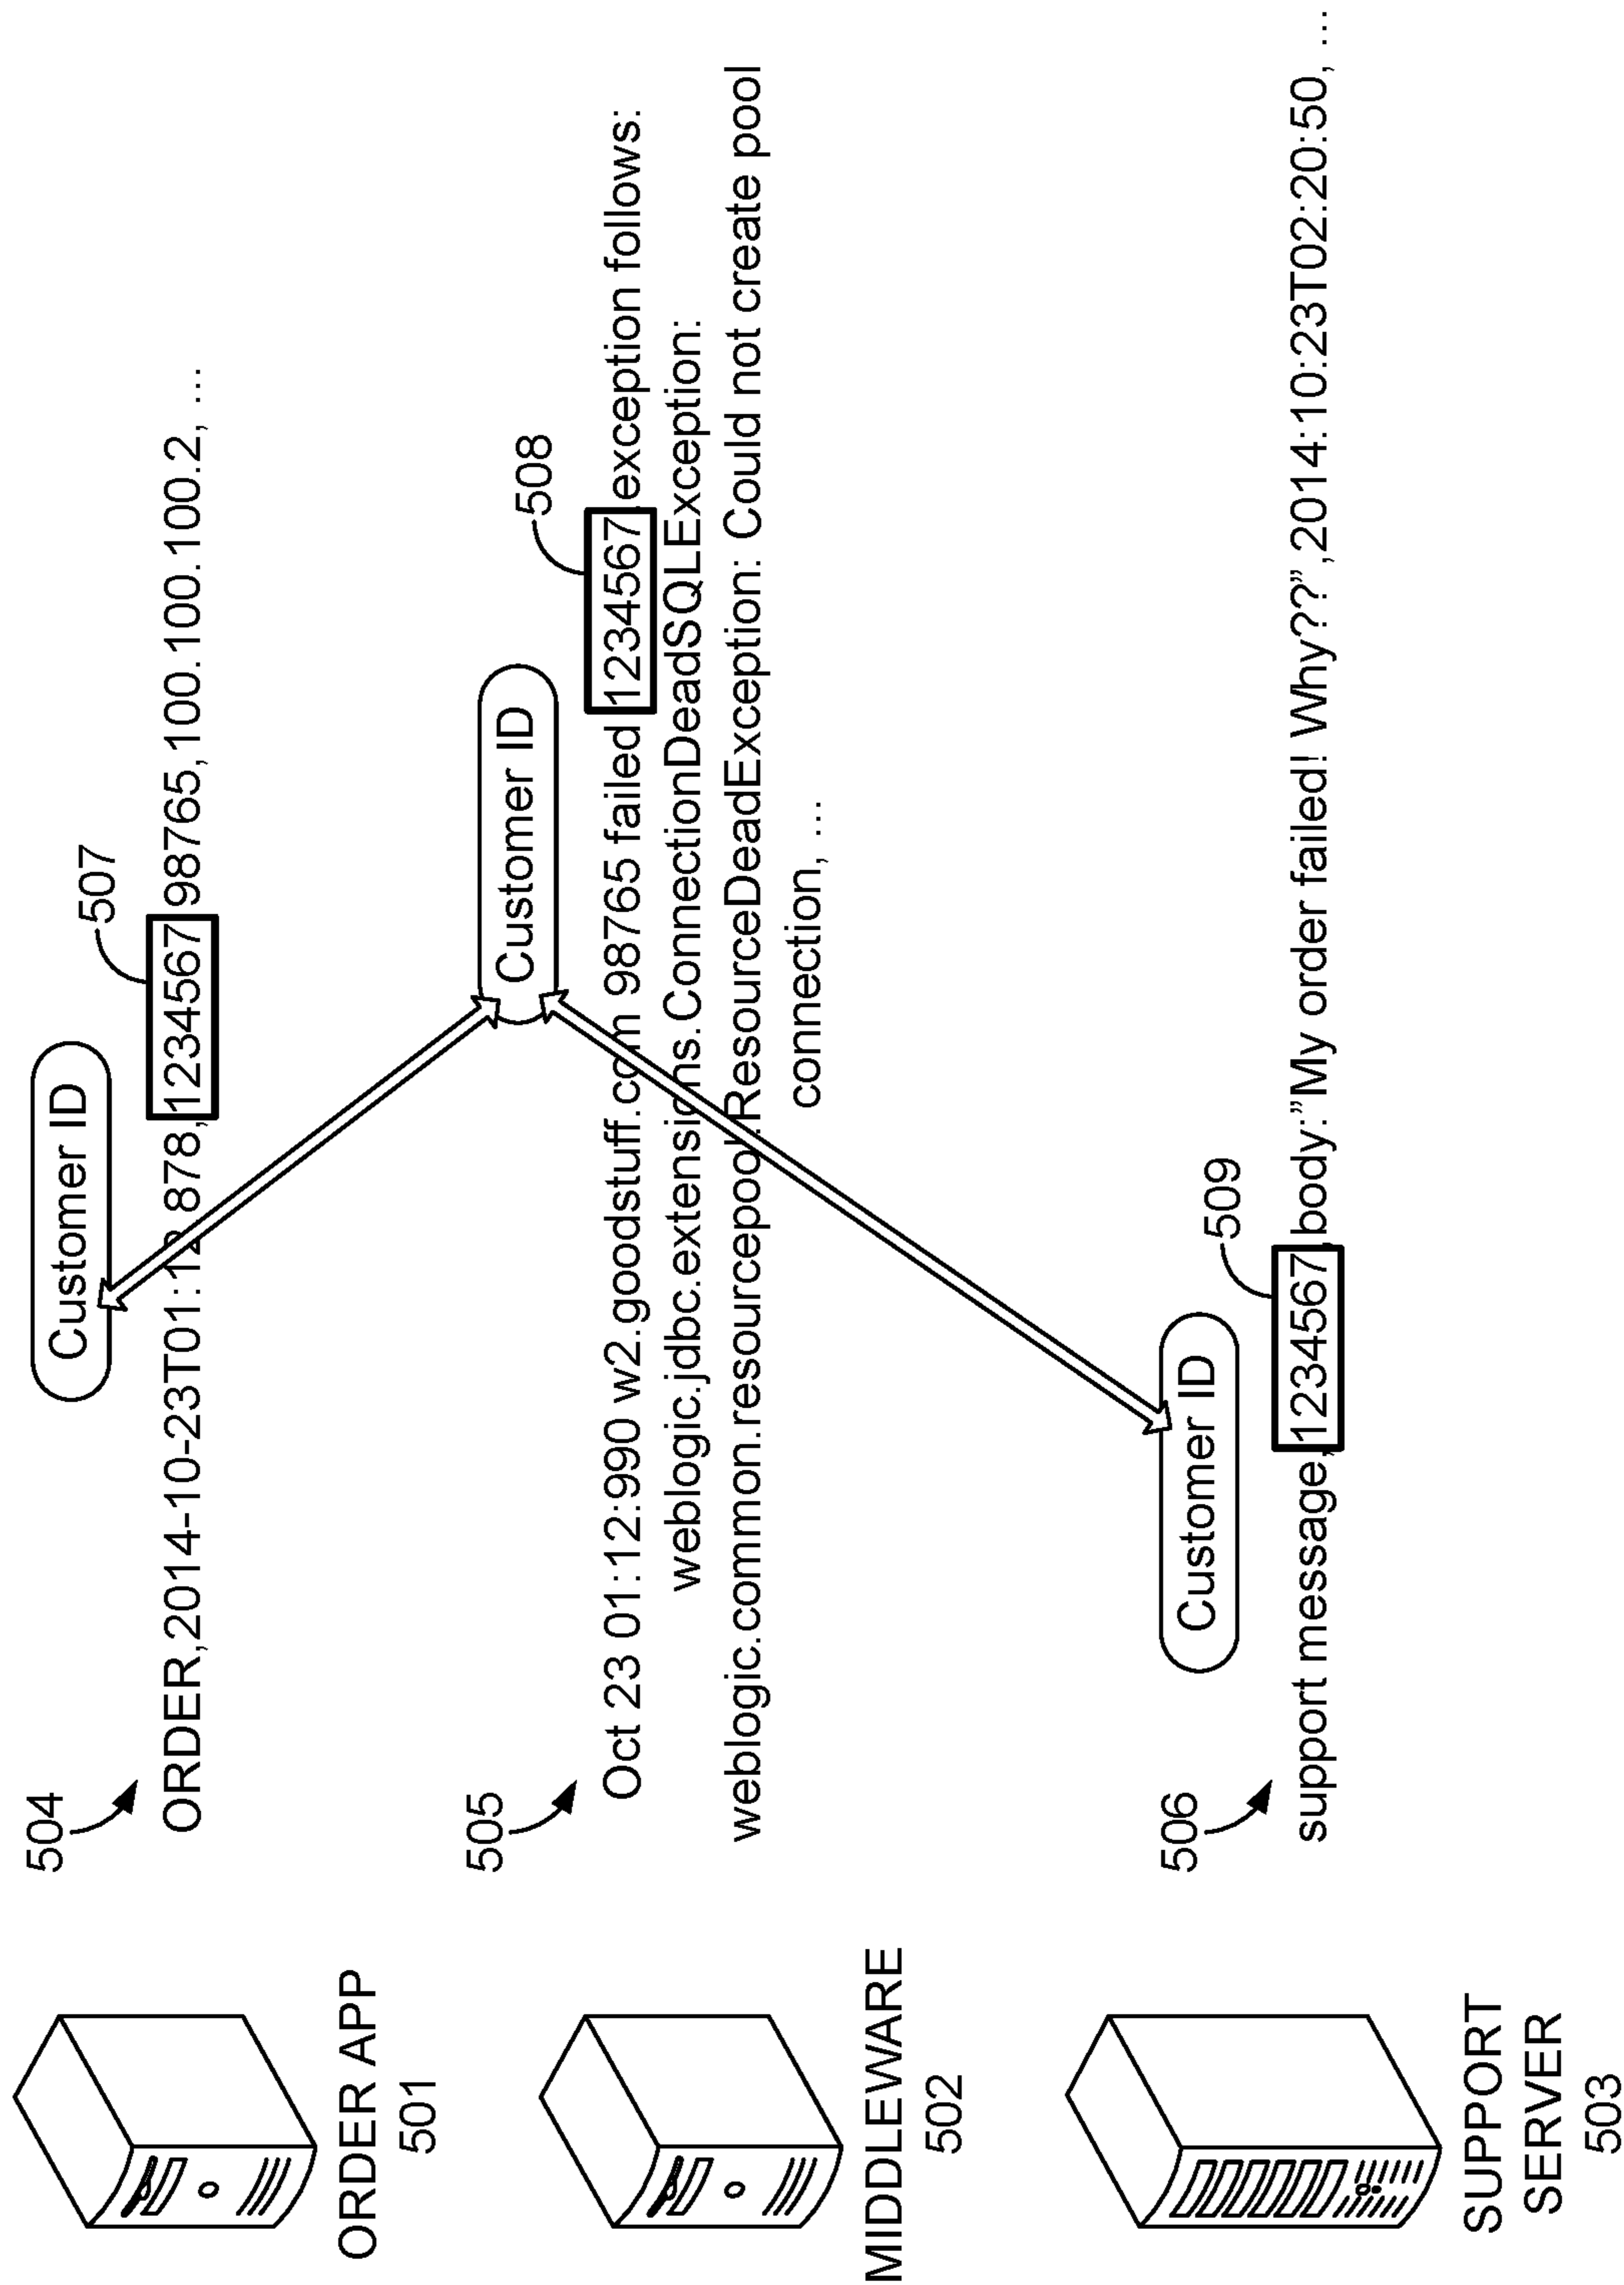 504
Customer ID
507
ORDER,2014-10-23T01:12 878,1234567 98765,100.100.100.2, …
ORDER APP
501
505
Customer ID
508
Oct 23 01:12:990 w2.goodstuff.com 98765 failed 1234567 exception follows:
weblogic.jdbc.extensions.ConnectionDeadSQLException:
weblogic.common.resourcepool.ResourceDeadException: Could not create pool
connection, …
MIDDLEWARE
502
506
Customer ID
509
support message,1234567,body:”My order failed! Why???”,2014:10:23T02:20:50, …
SUPPORT
SERVER
503